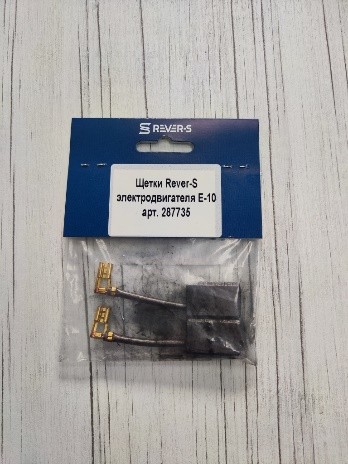 REVER-S
Щетки Rever-S
электродвигателя E-10
арт. 287735